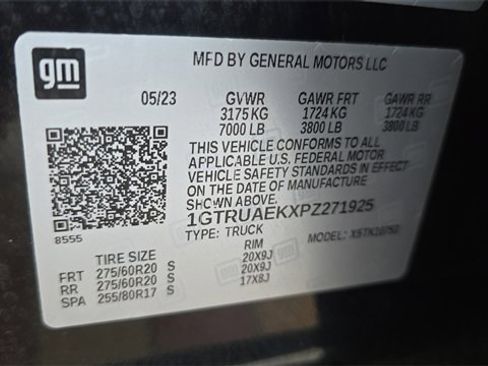 gm
MFD BY GENERAL MOTORS LLC
05/23 GVWR GAWR FRT GAWR RR
3175 KG 1724 KG 1724 KG
7000 LB 3800 LB 3800 LB
THIS VEHICLE CONFORMS TO ALL
APPLICABLE U.S. FEDERAL MOTOR
VEHICLE SAFETY STANDARDS IN EFFECT
ON THE DATE OF MANUFACTURE
SHOWN ABOVE.
1GTRUAEKXPZ271925
8555
TYPE: TRUCK MODEL:
TIRE SIZE RIM
FRT 275/60R20 S 20X9J
RR 275/60R20 S 20X9J
SPA 255/80R17 S 17X8J